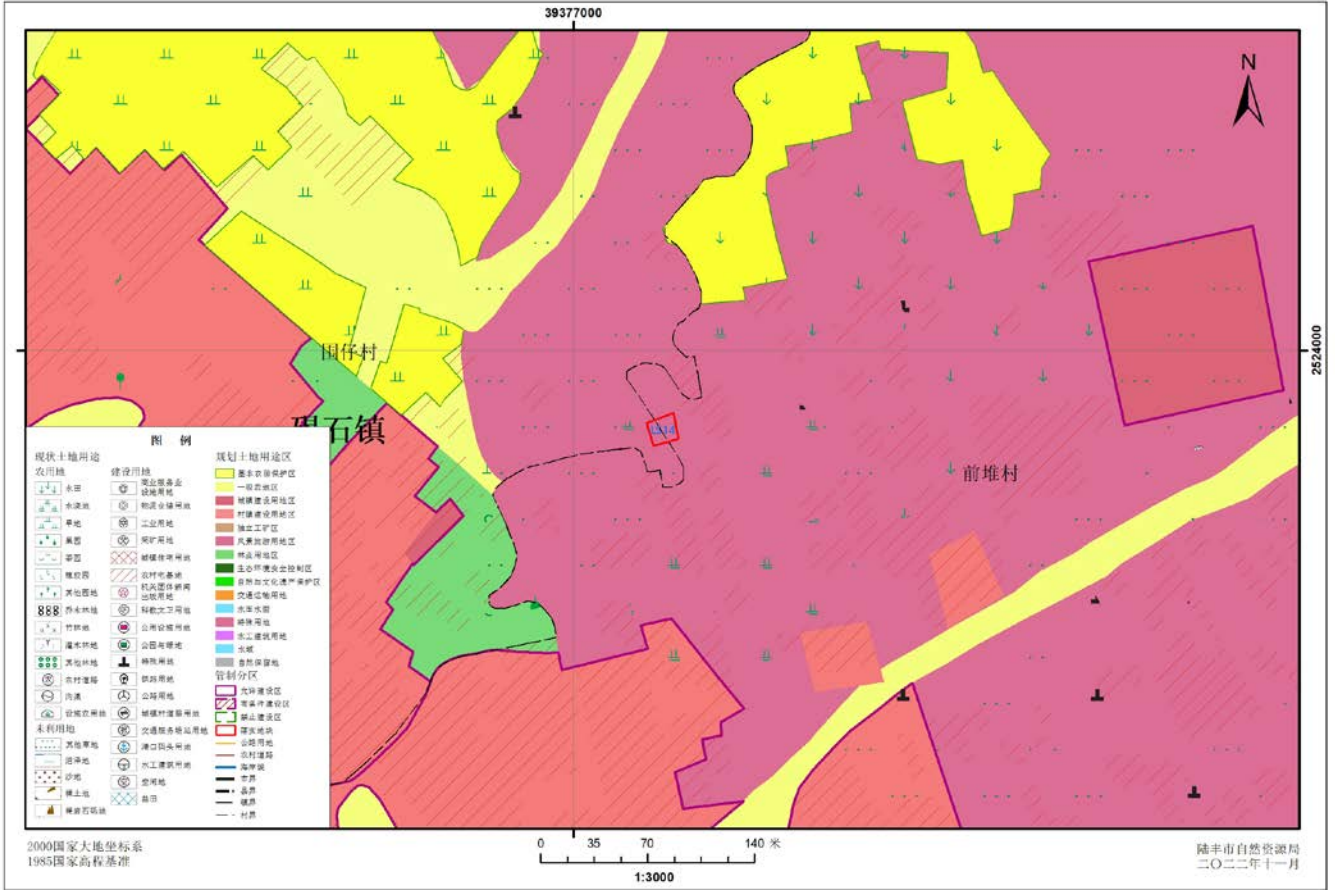 39377000
N
2524000
围仔村
碣石镇
前堆村
图 例
现状土地用途
农用地
水田
水浇地
旱地
果园
茶园
橡胶园
其他园地
乔木林地
竹林地
灌木林地
其他林地
农村道路
沟渠
设施农用地
未利用地
其他草地
沼泽地
沙地
裸土地
裸岩石砾地
建设用地
商业服务业
设施用地
物流仓储用地
工业用地
采矿用地
城镇住宅用地
农村宅基地
机关团体新闻
出版用地
科教文卫用地
公用设施用地
公园与绿地
特殊用地
铁路用地
公路用地
城镇村道路用地
交通服务场站用地
港口码头用地
水工建筑用地
空闲地
盐田
规划土地用途区
基本农田保护区
一般农地区
城镇建设用地区
村镇建设用地区
独立工矿区
风景旅游用地区
林业用地区
生态环境安全控制区
自然与文化遗产保护区
交通运输用地
水库水面
特殊用地
水工建筑用地
水域
自然保留地
管制分区
允许建设区
有条件建设区
禁止建设区
落实地块
公路用地
农村道路
海岸线
市界
县界
镇界
村界
2000国家大地坐标系
1985国家高程基准
0 35 70 140 米
1:3000
陆丰市自然资源局
二〇二二年十一月